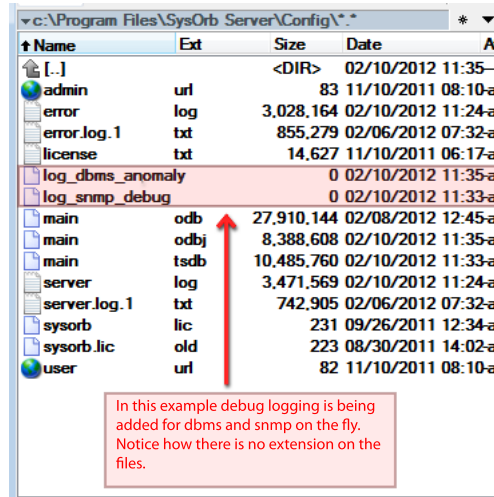 c:\Program Files\SysOrb Server\Config\*.* * ▼
Name Ext Size Date A
[..] <DIR> 02/10/2012 11:35 —
admin url 83 11/10/2011 08:10 -a
error log 3,028,164 02/10/2012 11:24 -a
error.log.1 txt 855,279 02/06/2012 07:32 -a
license txt 14,627 11/10/2011 06:17 -a
log_dbms_anomaly 0 02/10/2012 11:35 -a
log_snmp_debug 0 02/10/2012 11:33 -a
main odb 27,910,144 02/08/2012 12:45 -a
main odbj 8,388,608 02/10/2012 11:35 -a
main tsdb 10,485,760 02/10/2012 11:33 -a
server log 3,471,569 02/10/2012 11:24 -a
server.log.1 txt 742,905 02/06/2012 07:32 -a
sysorb lic 231 09/26/2011 12:34 -a
sysorb.lic old 223 08/30/2011 14:02 -a
user url 82 11/10/2011 08:10 -a
In this example debug logging is being
added for dbms and snmp on the fly.
Notice how there is no extension on the
files.